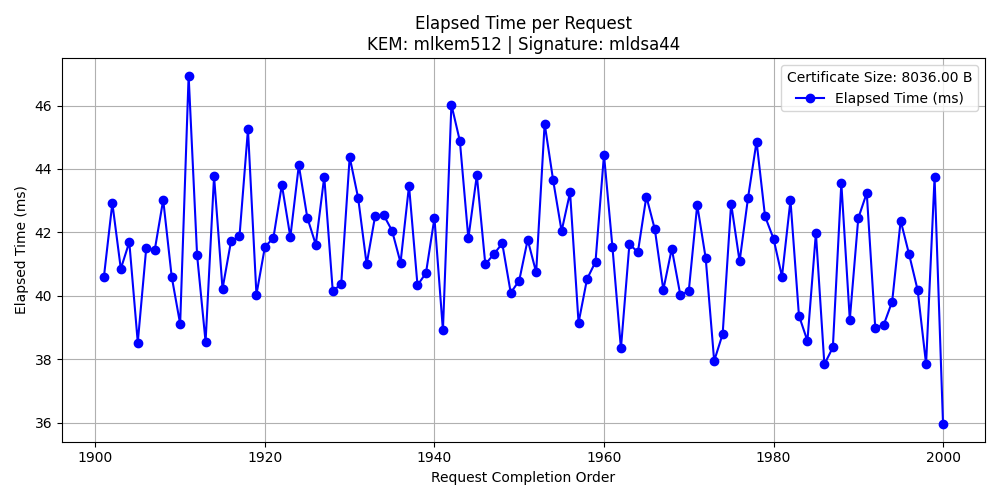 Elapsed Time per Request
KEM: mlkem512 | Signature: mldsa44
Certificate Size: 8036.00 B
Elapsed Time (ms)
Elapsed Time (ms)
46
44
42
40
38
36
1900
1920
1940
1960
1980
2000
Request Completion Order